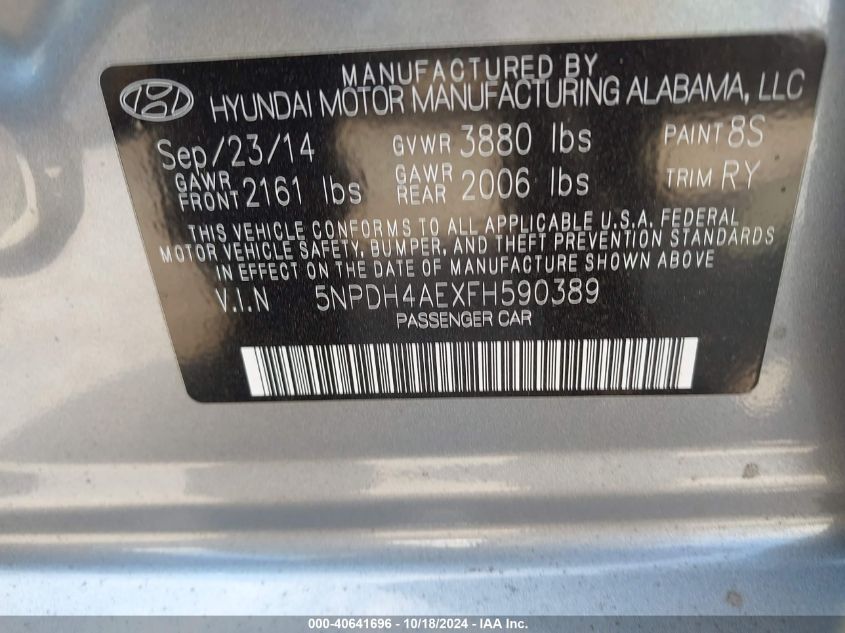 MANUFACTURED BY
HYUNDAI MOTOR MANUFACTURING ALABAMA, LLC
Sep/23/14 GVWR 3880 lbs PAINT 8S
GAWR FRONT 2161 lbs GAWR REAR 2006 lbs TRIM RY
THIS VEHICLE CONFORMS TO ALL APPLICABLE U.S.A. FEDERAL
MOTOR VEHICLE SAFETY, BUMPER, AND THEFT PREVENTION STANDARDS
IN EFFECT ON THE DATE OF MANUFACTURE SHOWN ABOVE
V.I.N 5NPDH4AEXFH590389
PASSENGER CAR
000-40641696 - 10/18/2024 - IAA Inc.